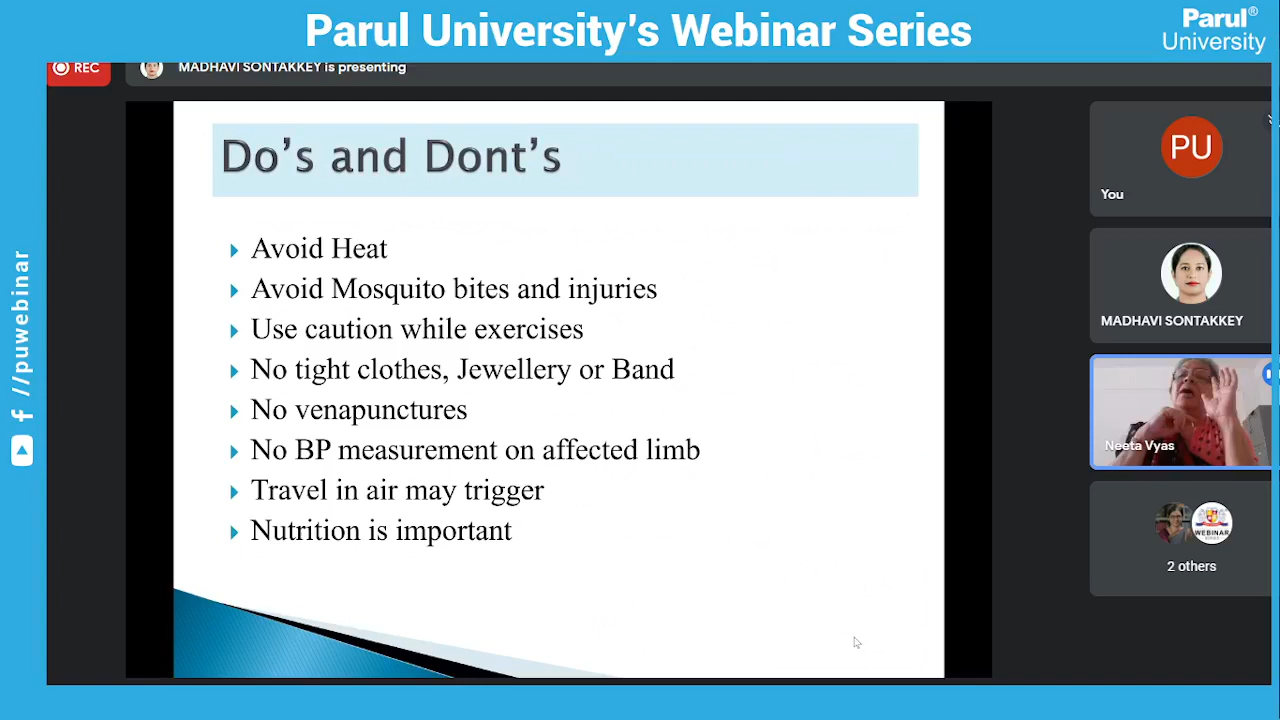 Parul University's Webinar Series
Parul®
University
REC
MADHAVI SONTAKKEY is presenting
Do's and Dont's
Avoid Heat
Avoid Mosquito bites and injuries
Use caution while exercises
No tight clothes, Jewellery or Band
No venapunctures
No BP measurement on affected limb
Travel in air may trigger
Nutrition is important
PU
You
MADHAVI SONTAKKEY
Neeta Vyas
WEBINAR
2 others
//puwebinar